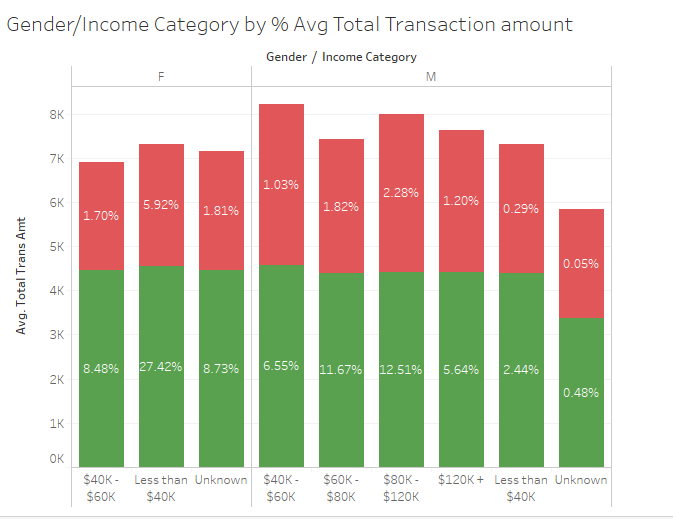 Gender/Income Category by % Avg Total Transaction amount
Gender / Income Category
F M
Avg. Total Trans Amt
8K
7K
6K
5K
4K
3K
2K
1K
0K
1.70% 5.92% 1.81% 1.03% 1.82% 2.28% 1.20% 0.29% 0.05%
8.48% 27.42% 8.73% 6.55% 11.67% 12.51% 5.64% 2.44% 0.48%
$40K - Less than Unknown $40K - $60K - $80K - $120K + Less than Unknown
$60K $40K $60K $80K $120K $40K